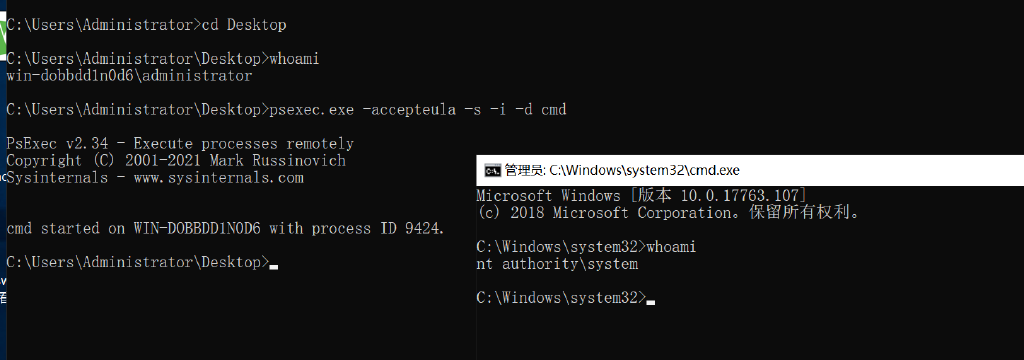 C:\Users\Administrator>cd Desktop
C:\Users\Administrator\Desktop>whoami
win-dobbdd1n0d6\administrator
C:\Users\Administrator\Desktop>psexec.exe -accepteula -s -i -d cmd
PsExec v2.34 - Execute processes remotely
Copyright (C) 2001-2021 Mark Russinovich
Sysinternals - www.sysinternals.com
cmd started on WIN-DOBBDD1N0D6 with process ID 9424.
C:\Users\Administrator\Desktop>
管理员: C:\Windows\system32\cmd.exe
Microsoft Windows [版本 10.0.17763.107]
(c) 2018 Microsoft Corporation。保留所有权利。
C:\Windows\system32>whoami
nt authority\system
C:\Windows\system32>